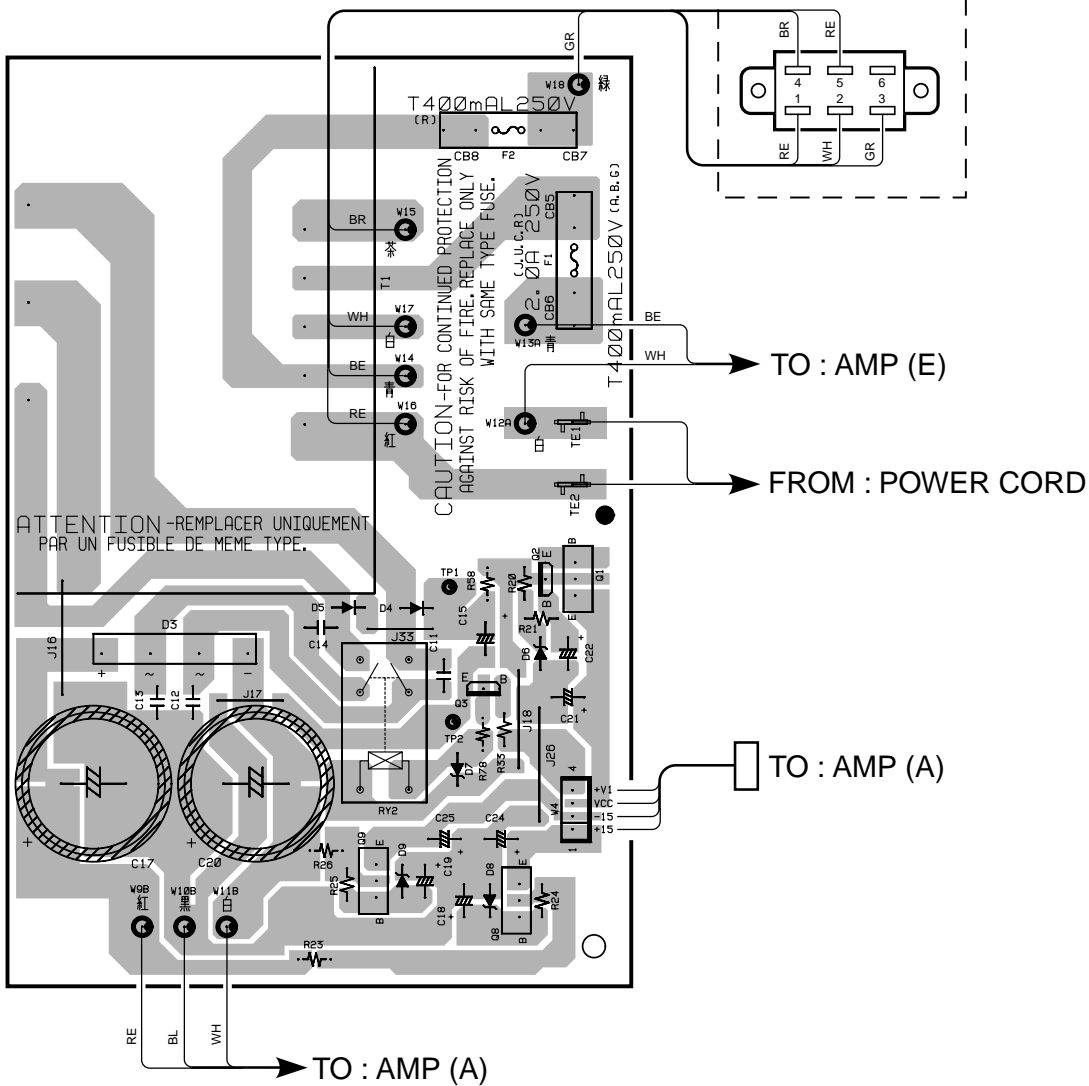 BR
RE
4
5
6
1
2
3
RE
WH
GR
GR
W18
緑
T400mAL250V
(R)
CB8
F2
CB7
CAUTION-FOR CONTINUED PROTECTION
AGAINST RISK OF FIRE.REPLACE ONLY
WITH SAME TYPE FUSE.
(J.U.C.R)
2.0A 250V
T400mAL250V(A.B.G)
CB5
F1
CB6
BR
W15
茶
T1
WH
W17
白
BE
W14
青
RE
W16
紅
W13A
青
BE
WH
TO : AMP (E)
W12A
白
TE1
FROM : POWER CORD
TE2
ATTENTION-REMPLACER UNIQUEMENT
PAR UN FUSIBLE DE MEME TYPE.
TP1
R58
R20
Q2
E
B
B
Q1
E
D5
D4
C15
+
R21
J16
D3
C14
J33
C11
D6
C22
+
+
~
~
-
C13
C12
J17
E
B
Q3
C21
+
TP2
J18
R78
R33
D7
J26
4
W4
1
+V1
VCC
-15
+15
TO : AMP (A)
RY2
C25
C24
+
+
+
C17
+
C20
R26
Q9
E
B
R25
D9
C19
+
C18
+
D8
E
Q8
B
R24
W9B
紅
W10B
黒
W11B
白
R23
RE
BL
WH
TO : AMP (A)